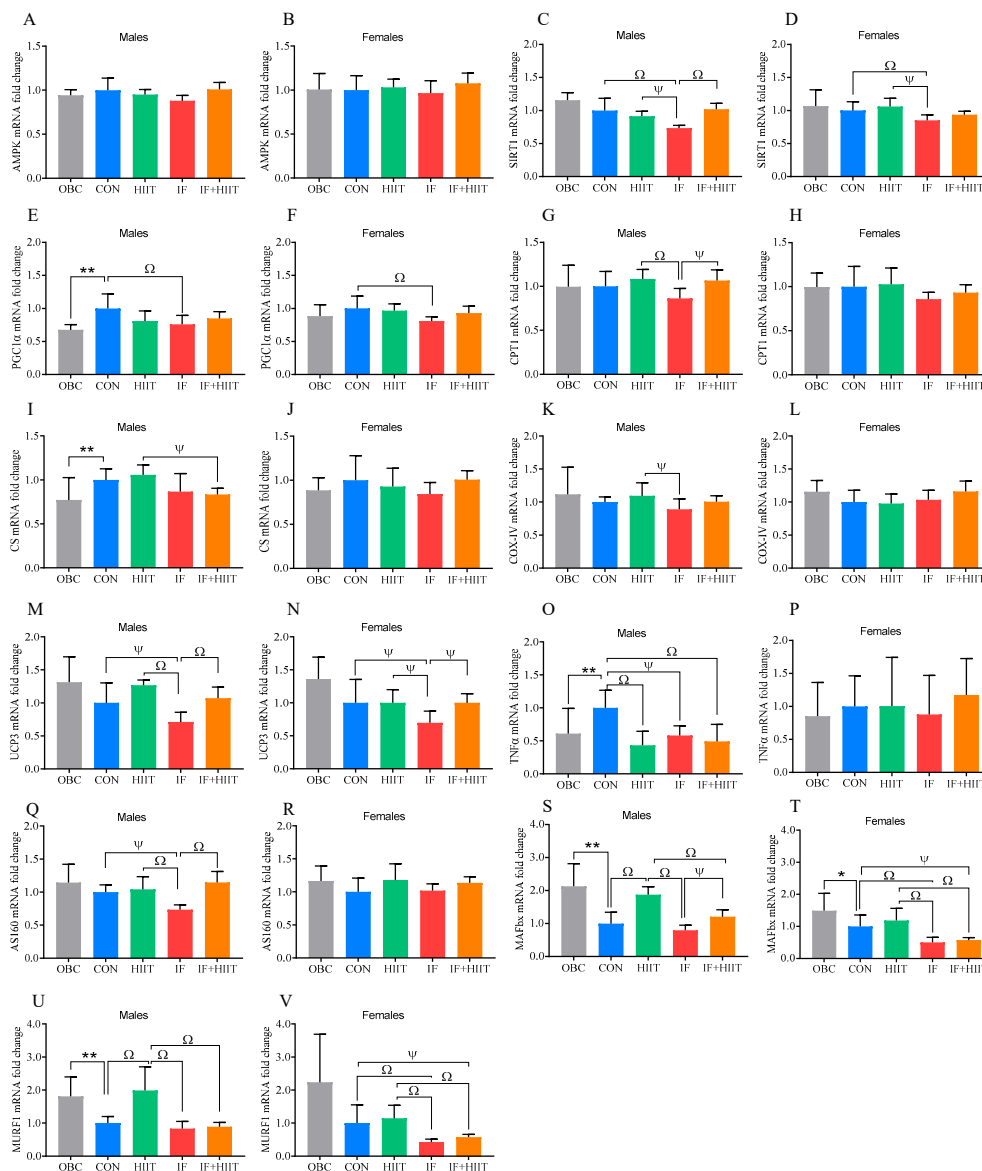 A
Males
AMPK mRNA fold change
1.5
1.0
0.5
0.0
OBC CON HIIT IF IF+HIIT
B
Females
AMPK mRNA fold change
1.5
1.0
0.5
0.0
OBC CON HIIT IF IF+HIIT
C
Males
SIRT1 mRNA fold change
1.5
1.0
0.5
0.0
Ω Ω
Ψ
OBC CON HIIT IF IF+HIIT
D
Females
SIRT1 mRNA fold change
1.5
1.0
0.5
0.0
Ω
Ψ
OBC CON HIIT IF IF+HIIT
E
Males
PGC1α mRNA fold change
2.0
1.5
1.0
0.5
0.0
** Ω
OBC CON HIIT IF IF+HIIT
F
Females
PGC1α mRNA fold change
2.0
1.5
1.0
0.5
0.0
Ω
OBC CON HIIT IF IF+HIIT
G
Males
CPT1 mRNA fold change
1.5
1.0
0.5
0.0
Ω Ψ
OBC CON HIIT IF IF+HIIT
H
Females
CPT1 mRNA fold change
1.5
1.0
0.5
0.0
OBC CON HIIT IF IF+HIIT
I
Males
CS mRNA fold change
1.5
1.0
0.5
0.0
** Ψ
OBC CON HIIT IF IF+HIIT
J
Females
CS mRNA fold change
1.5
1.0
0.5
0.0
OBC CON HIIT IF IF+HIIT
K
Males
COX-IV mRNA fold change
2.0
1.5
1.0
0.5
0.0
Ψ
OBC CON HIIT IF IF+HIIT
L
Females
COX-IV mRNA fold change
2.0
1.5
1.0
0.5
0.0
OBC CON HIIT IF IF+HIIT
M
Males
UCP3 mRNA fold change
2.0
1.5
1.0
0.5
0.0
Ψ Ω
Ω
OBC CON HIIT IF IF+HIIT
N
Females
UCP3 mRNA fold change
2.0
1.5
1.0
0.5
0.0
Ψ Ψ
Ψ
OBC CON HIIT IF IF+HIIT
O
Males
TNFα mRNA fold change
2.0
1.5
1.0
0.5
0.0
Ω
Ψ
** Ω
OBC CON HIIT IF IF+HIIT
P
Females
TNFα mRNA fold change
2.0
1.5
1.0
0.5
0.0
OBC CON HIIT IF IF+HIIT
Q
Males
AS160 mRNA fold change
2.0
1.5
1.0
0.5
0.0
Ψ Ω
Ω
OBC CON HIIT IF IF+HIIT
R
Females
AS160 mRNA fold change
2.0
1.5
1.0
0.5
0.0
OBC CON HIIT IF IF+HIIT
S
Males
MAFbx mRNA fold change
4.0
3.0
2.0
1.0
0.0
Ω
**
Ω Ω Ψ
OBC CON HIIT IF IF+HIIT
T
Females
MAFbx mRNA fold change
4.0
3.0
2.0
1.0
0.0
Ψ
Ω
* Ω
Ω
OBC CON HIIT IF IF+HIIT
U
Males
MURF1 mRNA fold change
4.0
3.0
2.0
1.0
0.0
Ω
** Ω Ω
OBC CON HIIT IF IF+HIIT
V
Females
MURF1 mRNA fold change
4.0
3.0
2.0
1.0
0.0
Ψ
Ω
Ω
Ω
OBC CON HIIT IF IF+HIIT